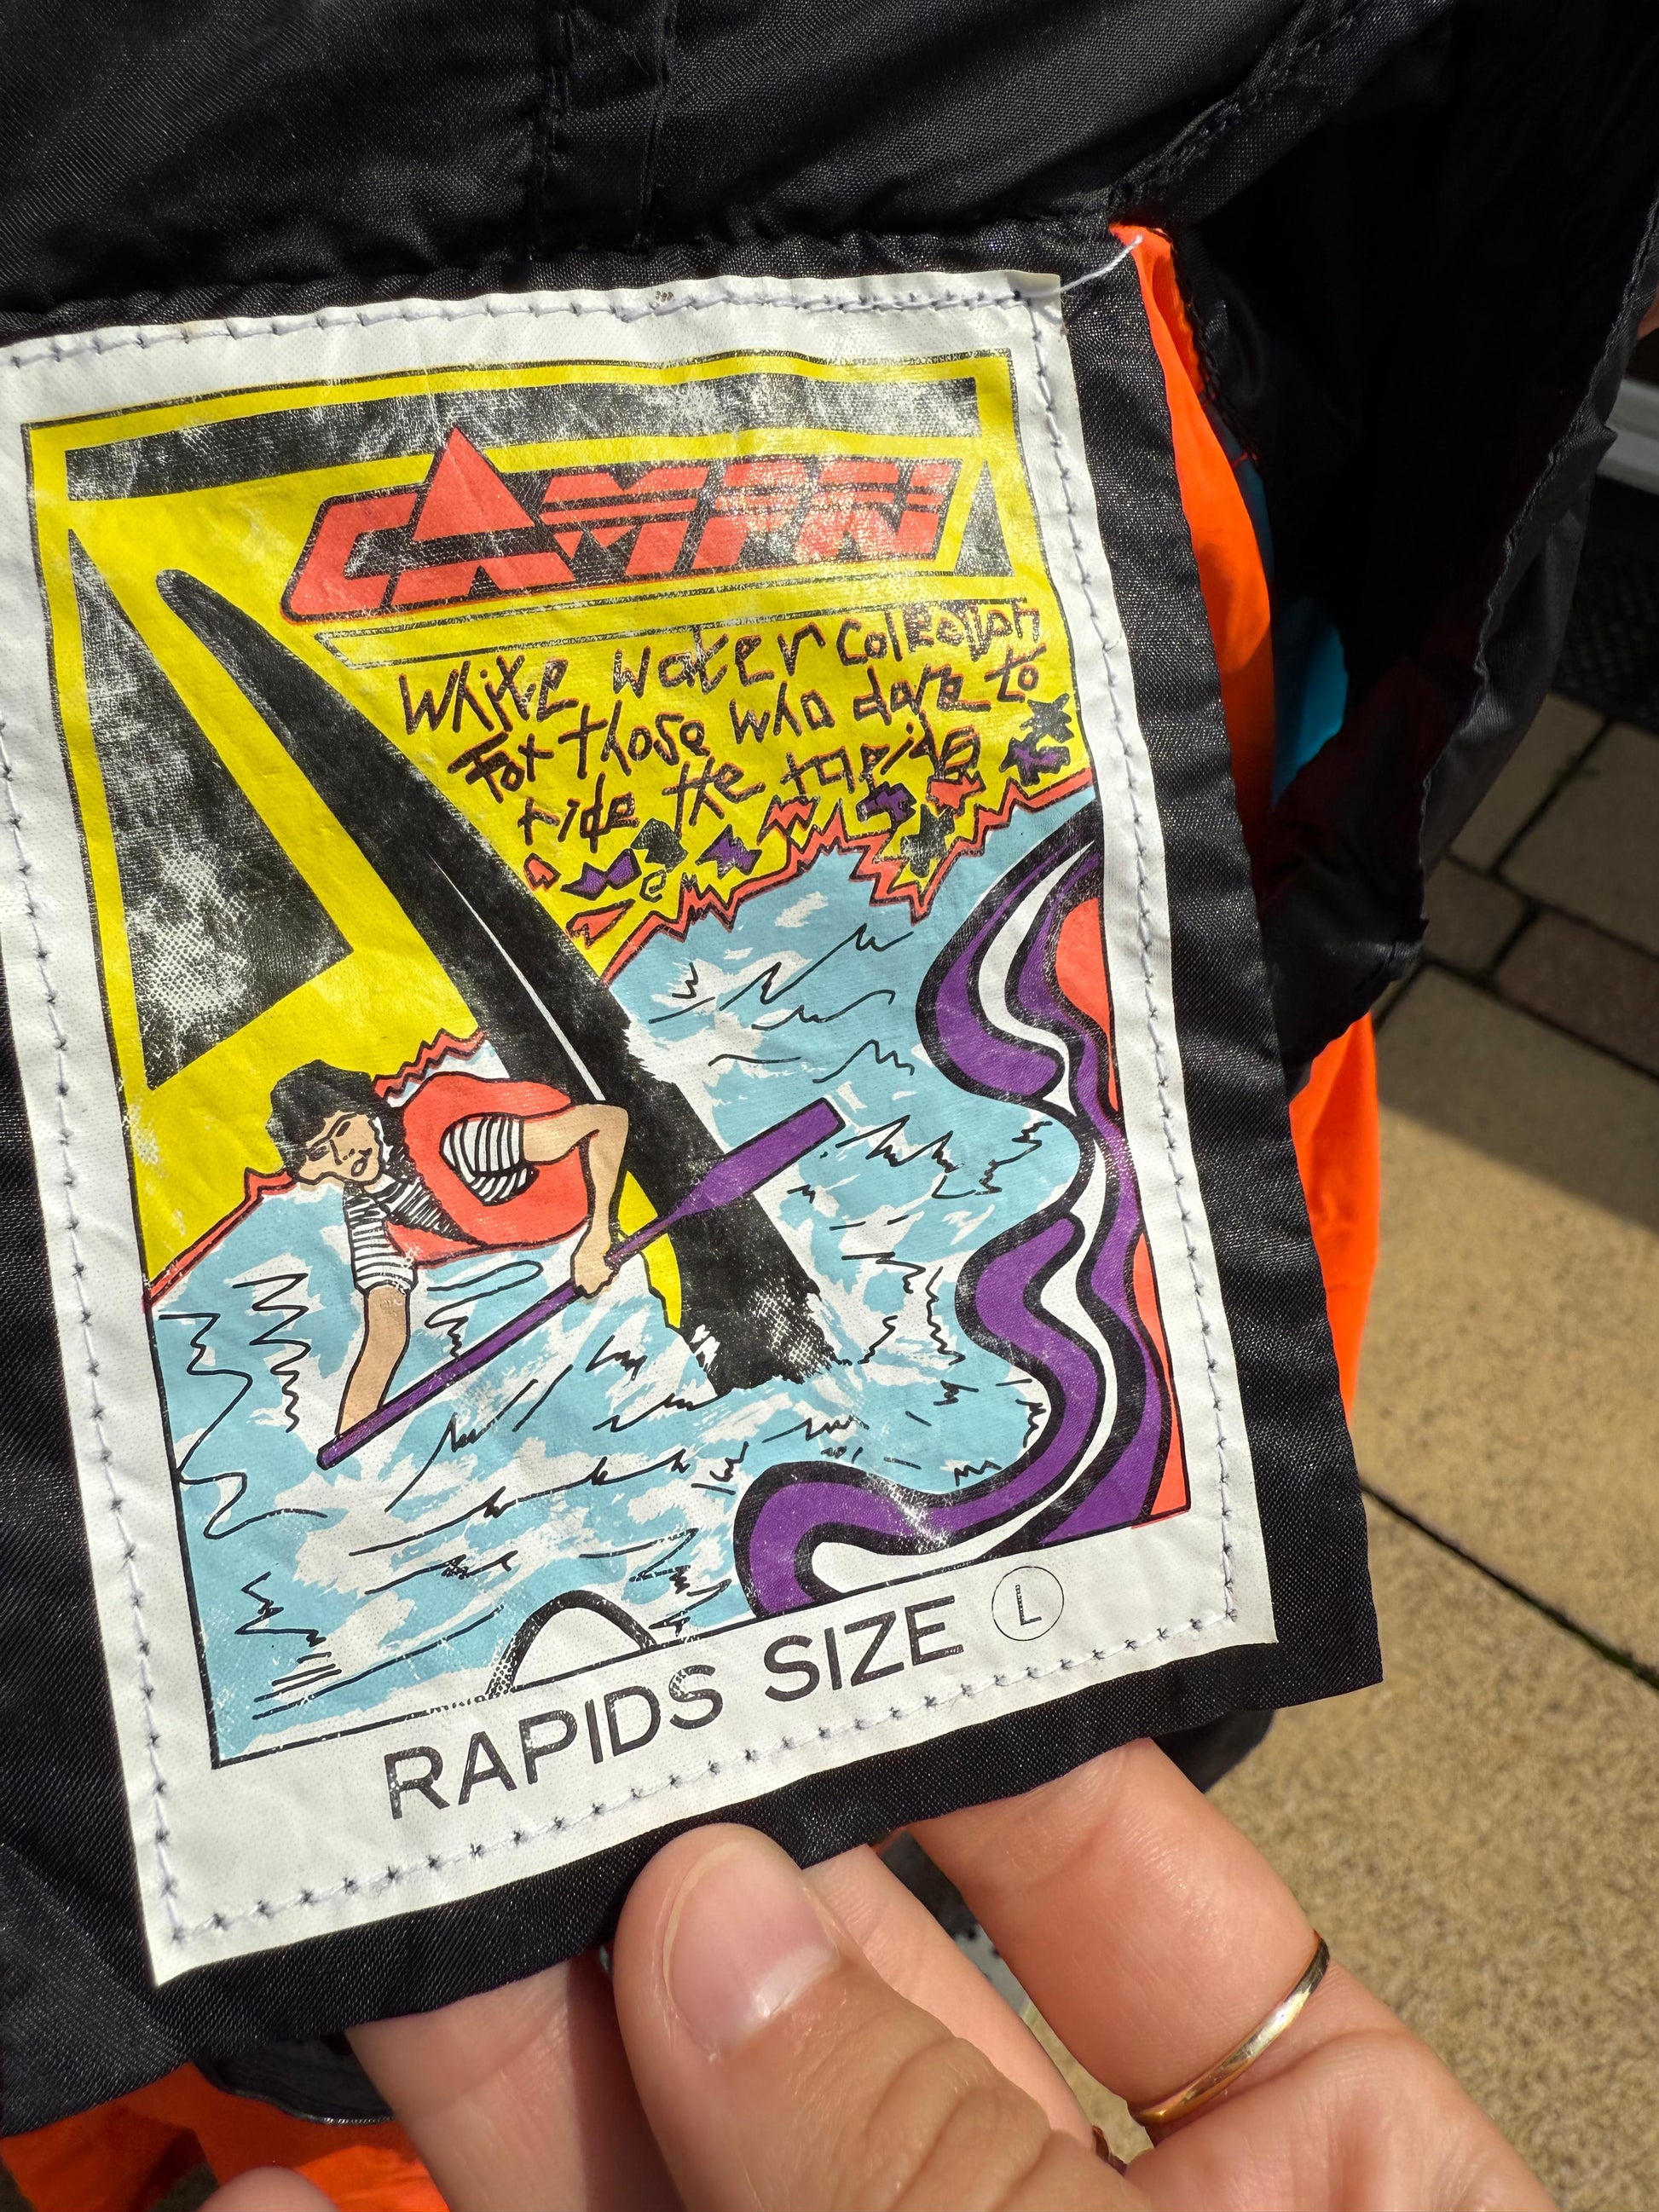 CAMPRI
White water collection
For those who dare to
ride the rapids
RAPIDS SIZE L